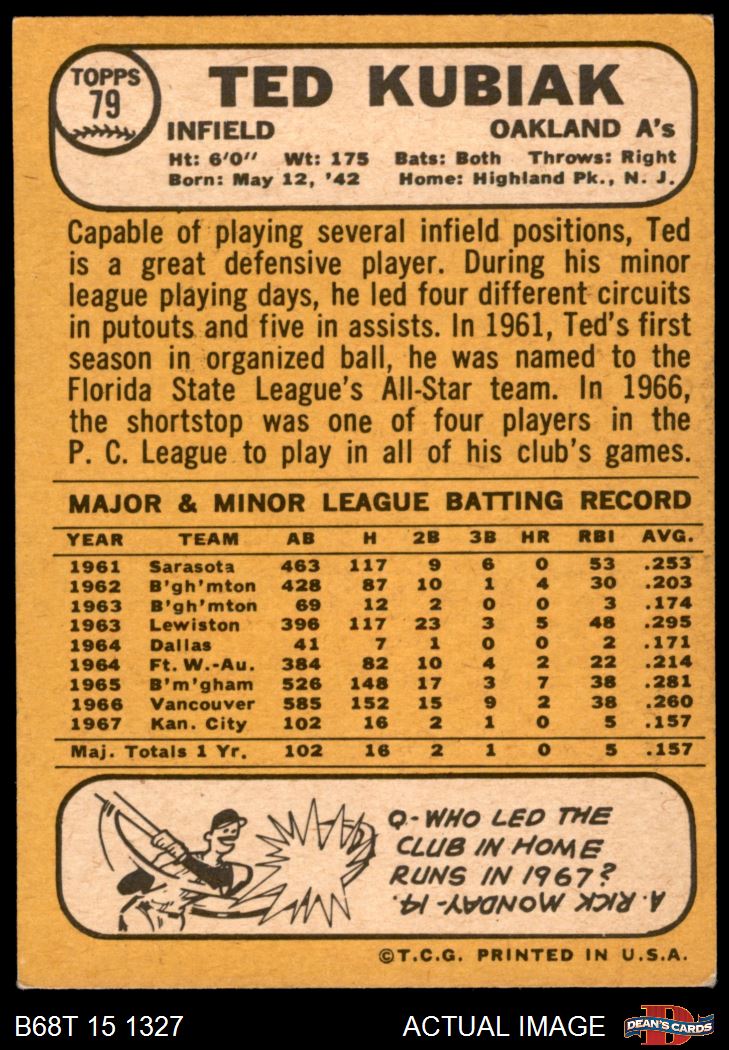 TOPPS
79
TED KUBIAK
INFIELD OAKLAND A's
Ht: 6'0" Wt: 175 Bats: Both Throws: Right
Born: May 12, '42 Home: Highland Pk., N. J.
Capable of playing several infield positions, Ted
is a great defensive player. During his minor
league playing days, he led four different circuits
in putouts and five in assists. In 1961, Ted's first
season in organized ball, he was named to the
Florida State League's All-Star team. In 1966,
the shortstop was one of four players in the
P. C. League to play in all of his club's games.
MAJOR & MINOR LEAGUE BATTING RECORD
YEAR TEAM AB H 2B 3B HR RBI AVG.
1961 Sarasota 463 117 9 6 0 53 .253
1962 B'gh'mton 428 87 10 1 4 30 .203
1963 B'gh'mton 69 12 2 0 0 3 .174
1963 Lewiston 396 117 23 3 5 48 .295
1964 Dallas 41 7 1 0 0 2 .171
1964 Ft. W.-Au. 384 82 10 4 2 22 .214
1965 B'm'gham 526 148 17 3 7 38 .281
1966 Vancouver 585 152 15 9 2 38 .260
1967 Kan. City 102 16 2 1 0 5 .157
Maj. Totals 1 Yr. 102 16 2 1 0 5 .157
Q-WHO LED THE
CLUB IN HOME
RUNS IN 1967?
A. RICK MONDAY-14.
©T.C.G. PRINTED IN U.S.A.
B68T 15 1327 ACTUAL IMAGE
D
DEAN'S CARDS